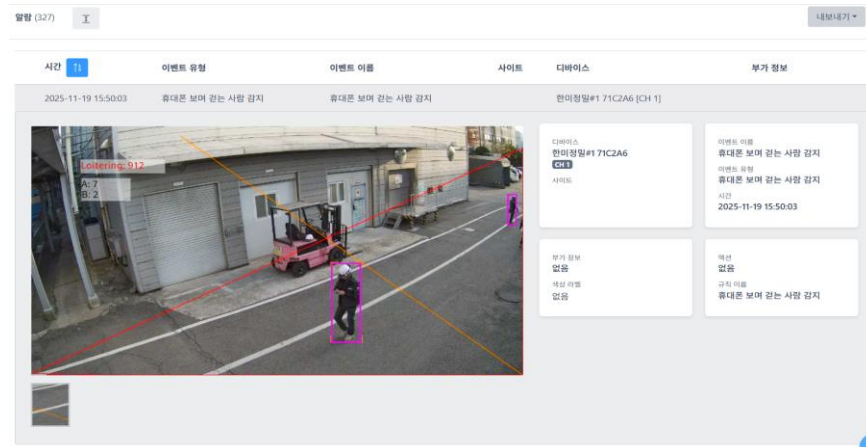 알람 (327)
내보내기
시간 이벤트 유형 이벤트 이름 사이트 디바이스 부가 정보
2025-11-19 15:50:03 휴대폰 보며 걷는 사람 감지 휴대폰 보며 걷는 사람 감지 한미정밀#1 71C2A6 [CH 1]
Loitering: 912
A: 7
B: 2
디바이스
한미정밀#1 71C2A6
CH 1
사이트
이벤트 이름
휴대폰 보며 걷는 사람 감지
이벤트 유형
휴대폰 보며 걷는 사람 감지
시간
2025-11-19 15:50:03
부가 정보
없음
색상 라벨
없음
액션
없음
규칙 이름
휴대폰 보며 걷는 사람 감지